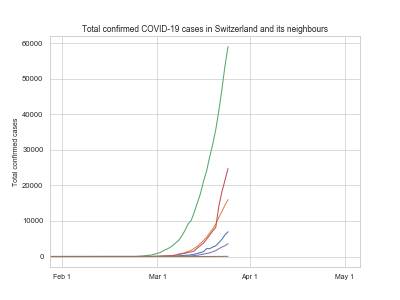 Total confirmed COVID-19 cases in Switzerland and its neighbours
Total confirmed cases
60000
50000
40000
30000
20000
10000
0
Feb 1
Mar 1
Apr 1
May 1